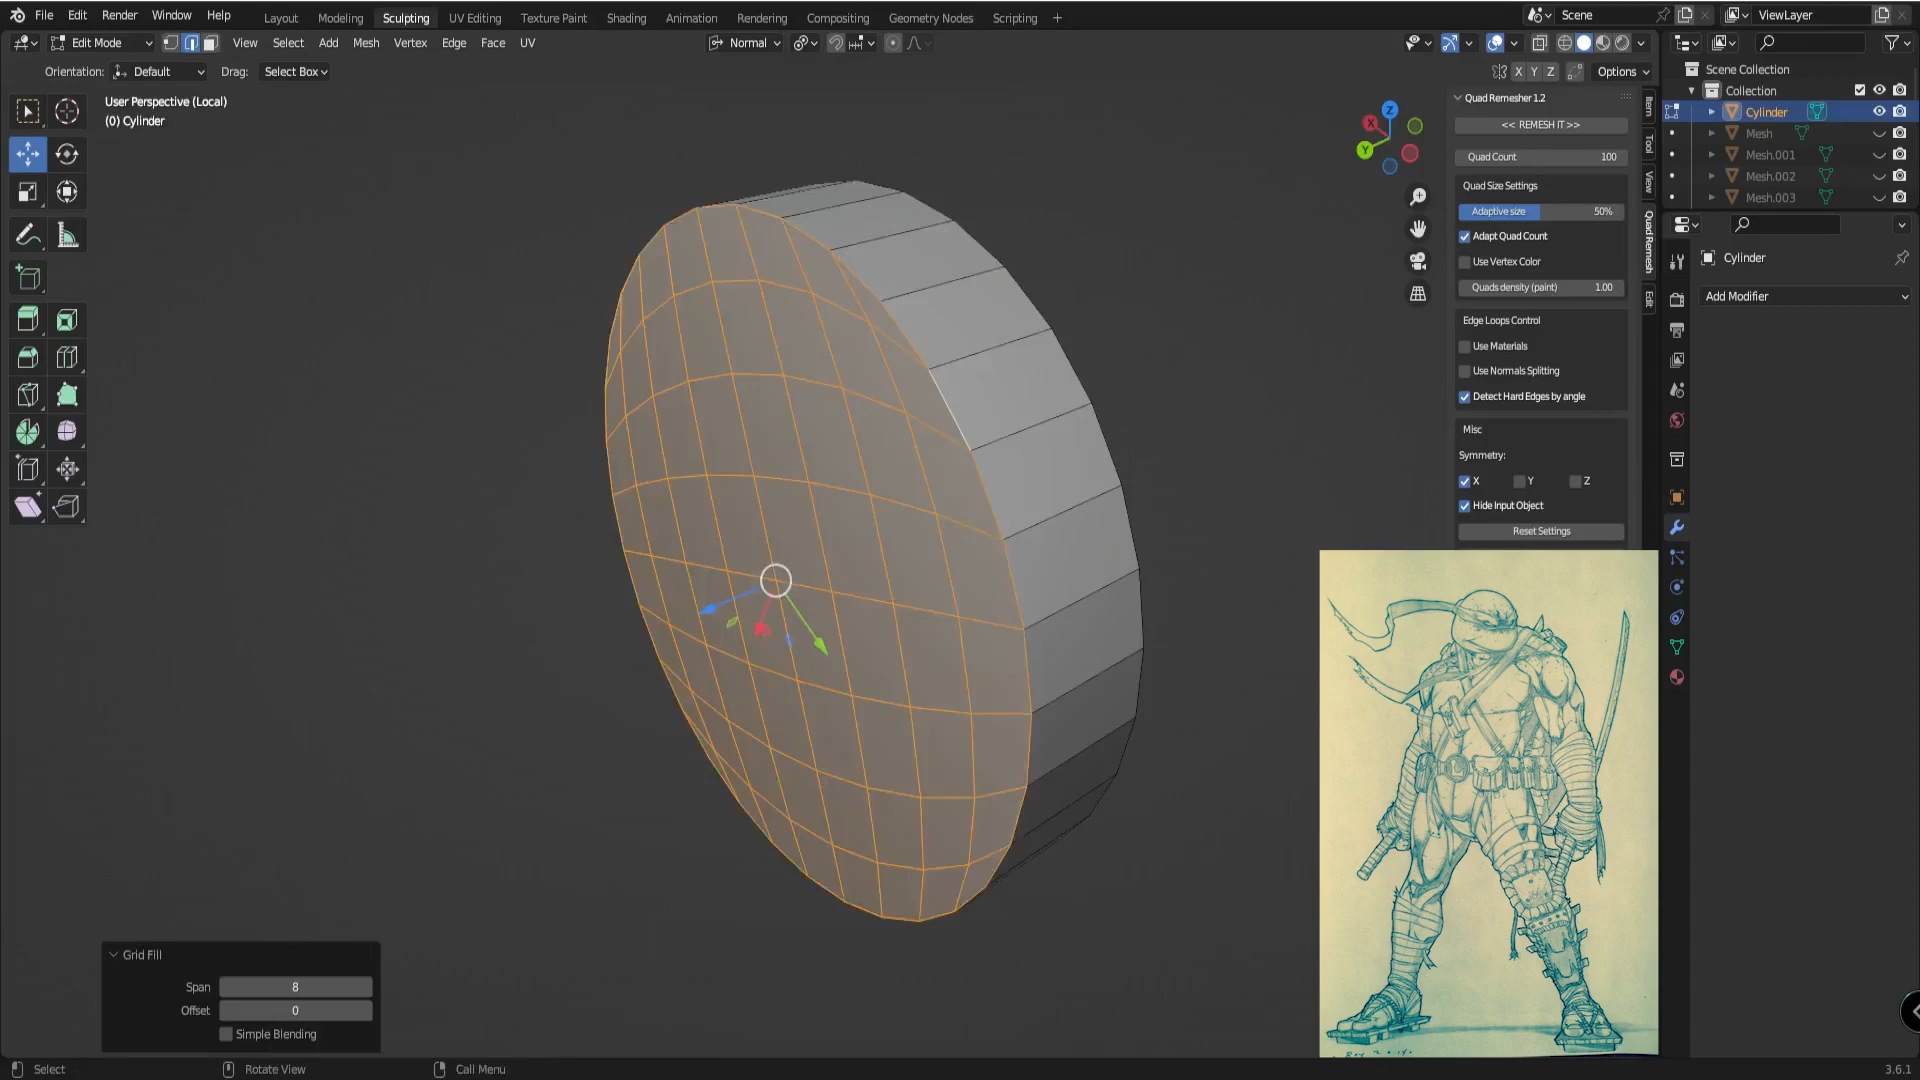 File Edit Render Window Help Layout Modeling Sculpting UV Editing Texture Paint Shading Animation Rendering Compositing Geometry Nodes Scripting + Scene ViewLayer
Edit Mode View Select Add Mesh Vertex Edge Face UV Normal
Orientation: Default Drag: Select Box X Y Z Options
User Perspective (Local)
(0) Cylinder
Z
X
Y
Quad Remesher 1.2
<< REMESH IT >>
Quad Count 100
Quad Size Settings
Adaptive size 50%
Adapt Quad Count
Use Vertex Color
Quads density (paint) 1.00
Edge Loops Control
Use Materials
Use Normals Splitting
Detect Hard Edges by angle
Misc
Symmetry:
X Y Z
Hide Input Object
Reset Settings
Item
Tool
View
Quad Remesh
Edit
Scene Collection
Collection
Cylinder
Mesh
Mesh.001
Mesh.002
Mesh.003
Cylinder
Add Modifier
Grid Fill
Span 8
Offset 0
Simple Blending
Select Rotate View Call Menu 3.6.1